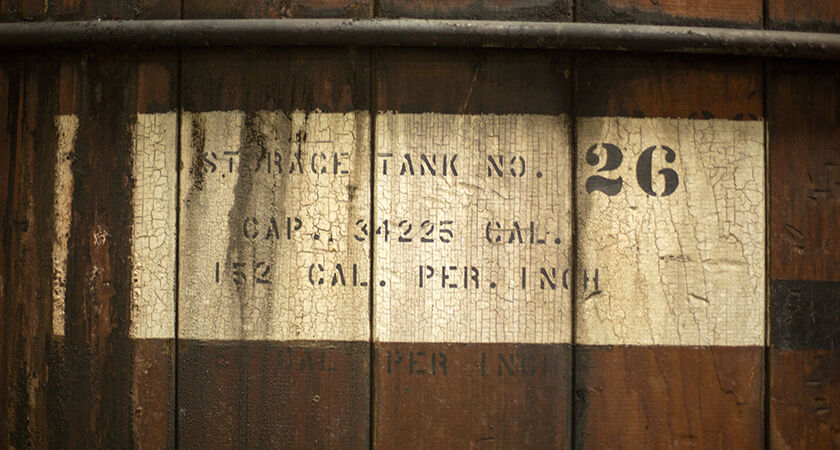 STORAGE TANK NO. 26
CAP.. 34225 GAL.
152 GAL. PER. INCH
PER INCH